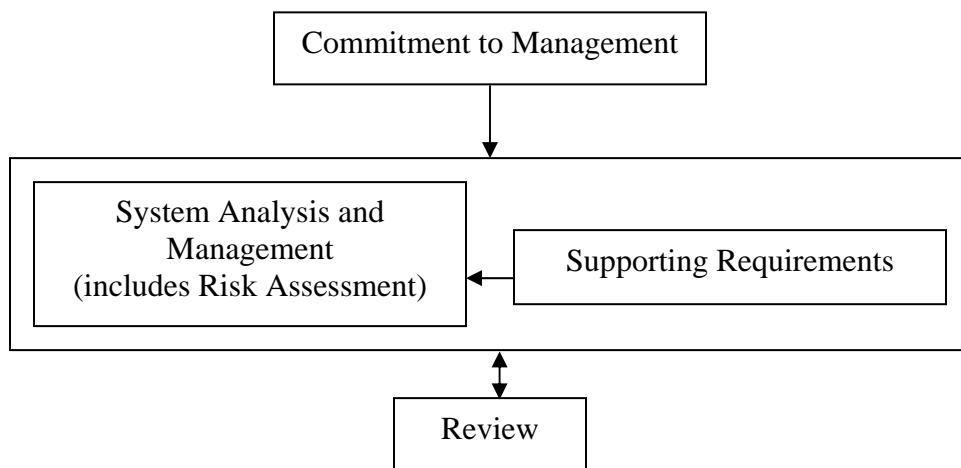 Commitment to Management
System Analysis and
Management
(includes Risk Assessment)
Supporting Requirements
Review